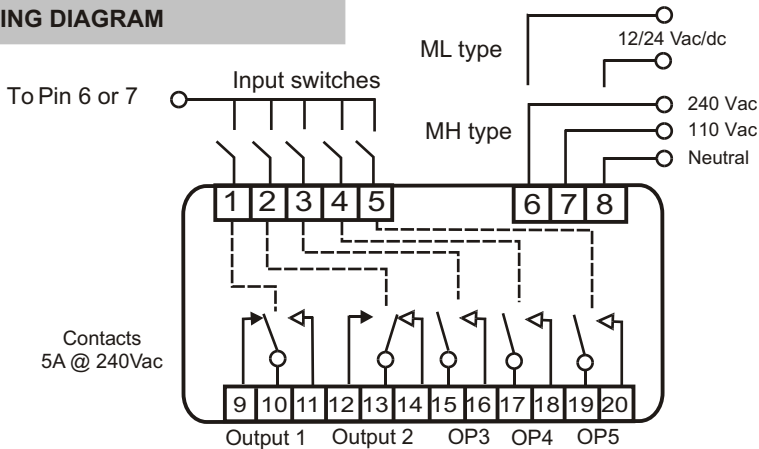 ING DIAGRAM
12/24 Vac/dc
ML type
To Pin 6 or 7
Input switches
240 Vac
MH type
110 Vac
Neutral
1 2 3 4 5
6 7 8
Contacts
5A @ 240Vac
9 10 11 12 13 14 15 16 17 18 19 20
Output 1 Output 2 OP3 OP4 OP5